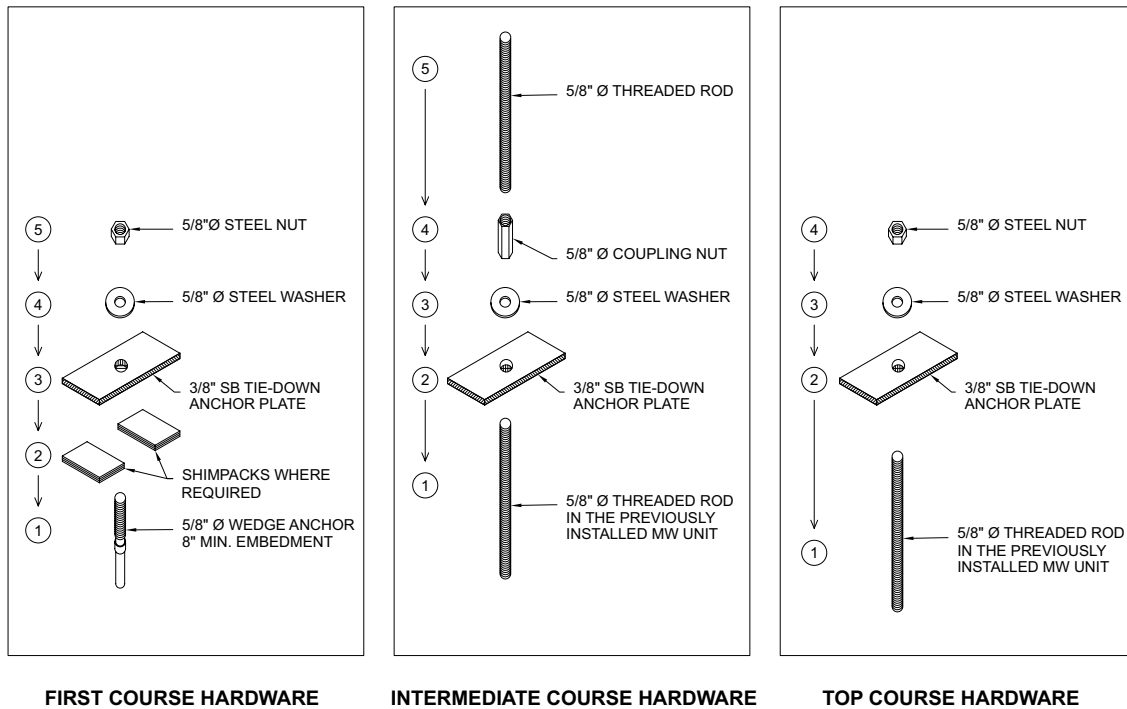 5
5/8"Ø STEEL NUT
4
5/8" Ø STEEL WASHER
3
3/8" SB TIE-DOWN
ANCHOR PLATE
2
SHIMPACKS WHERE
REQUIRED
1
5/8" Ø WEDGE ANCHOR
8" MIN. EMBEDMENT
FIRST COURSE HARDWARE
5
5/8" Ø THREADED ROD
4
5/8" Ø COUPLING NUT
3
5/8" Ø STEEL WASHER
2
3/8" SB TIE-DOWN
ANCHOR PLATE
1
5/8" Ø THREADED ROD
IN THE PREVIOUSLY
INSTALLED MW UNIT
INTERMEDIATE COURSE HARDWARE
4
5/8" Ø STEEL NUT
3
5/8" Ø STEEL WASHER
2
3/8" SB TIE-DOWN
ANCHOR PLATE
1
5/8" Ø THREADED ROD
IN THE PREVIOUSLY
INSTALLED MW UNIT
TOP COURSE HARDWARE